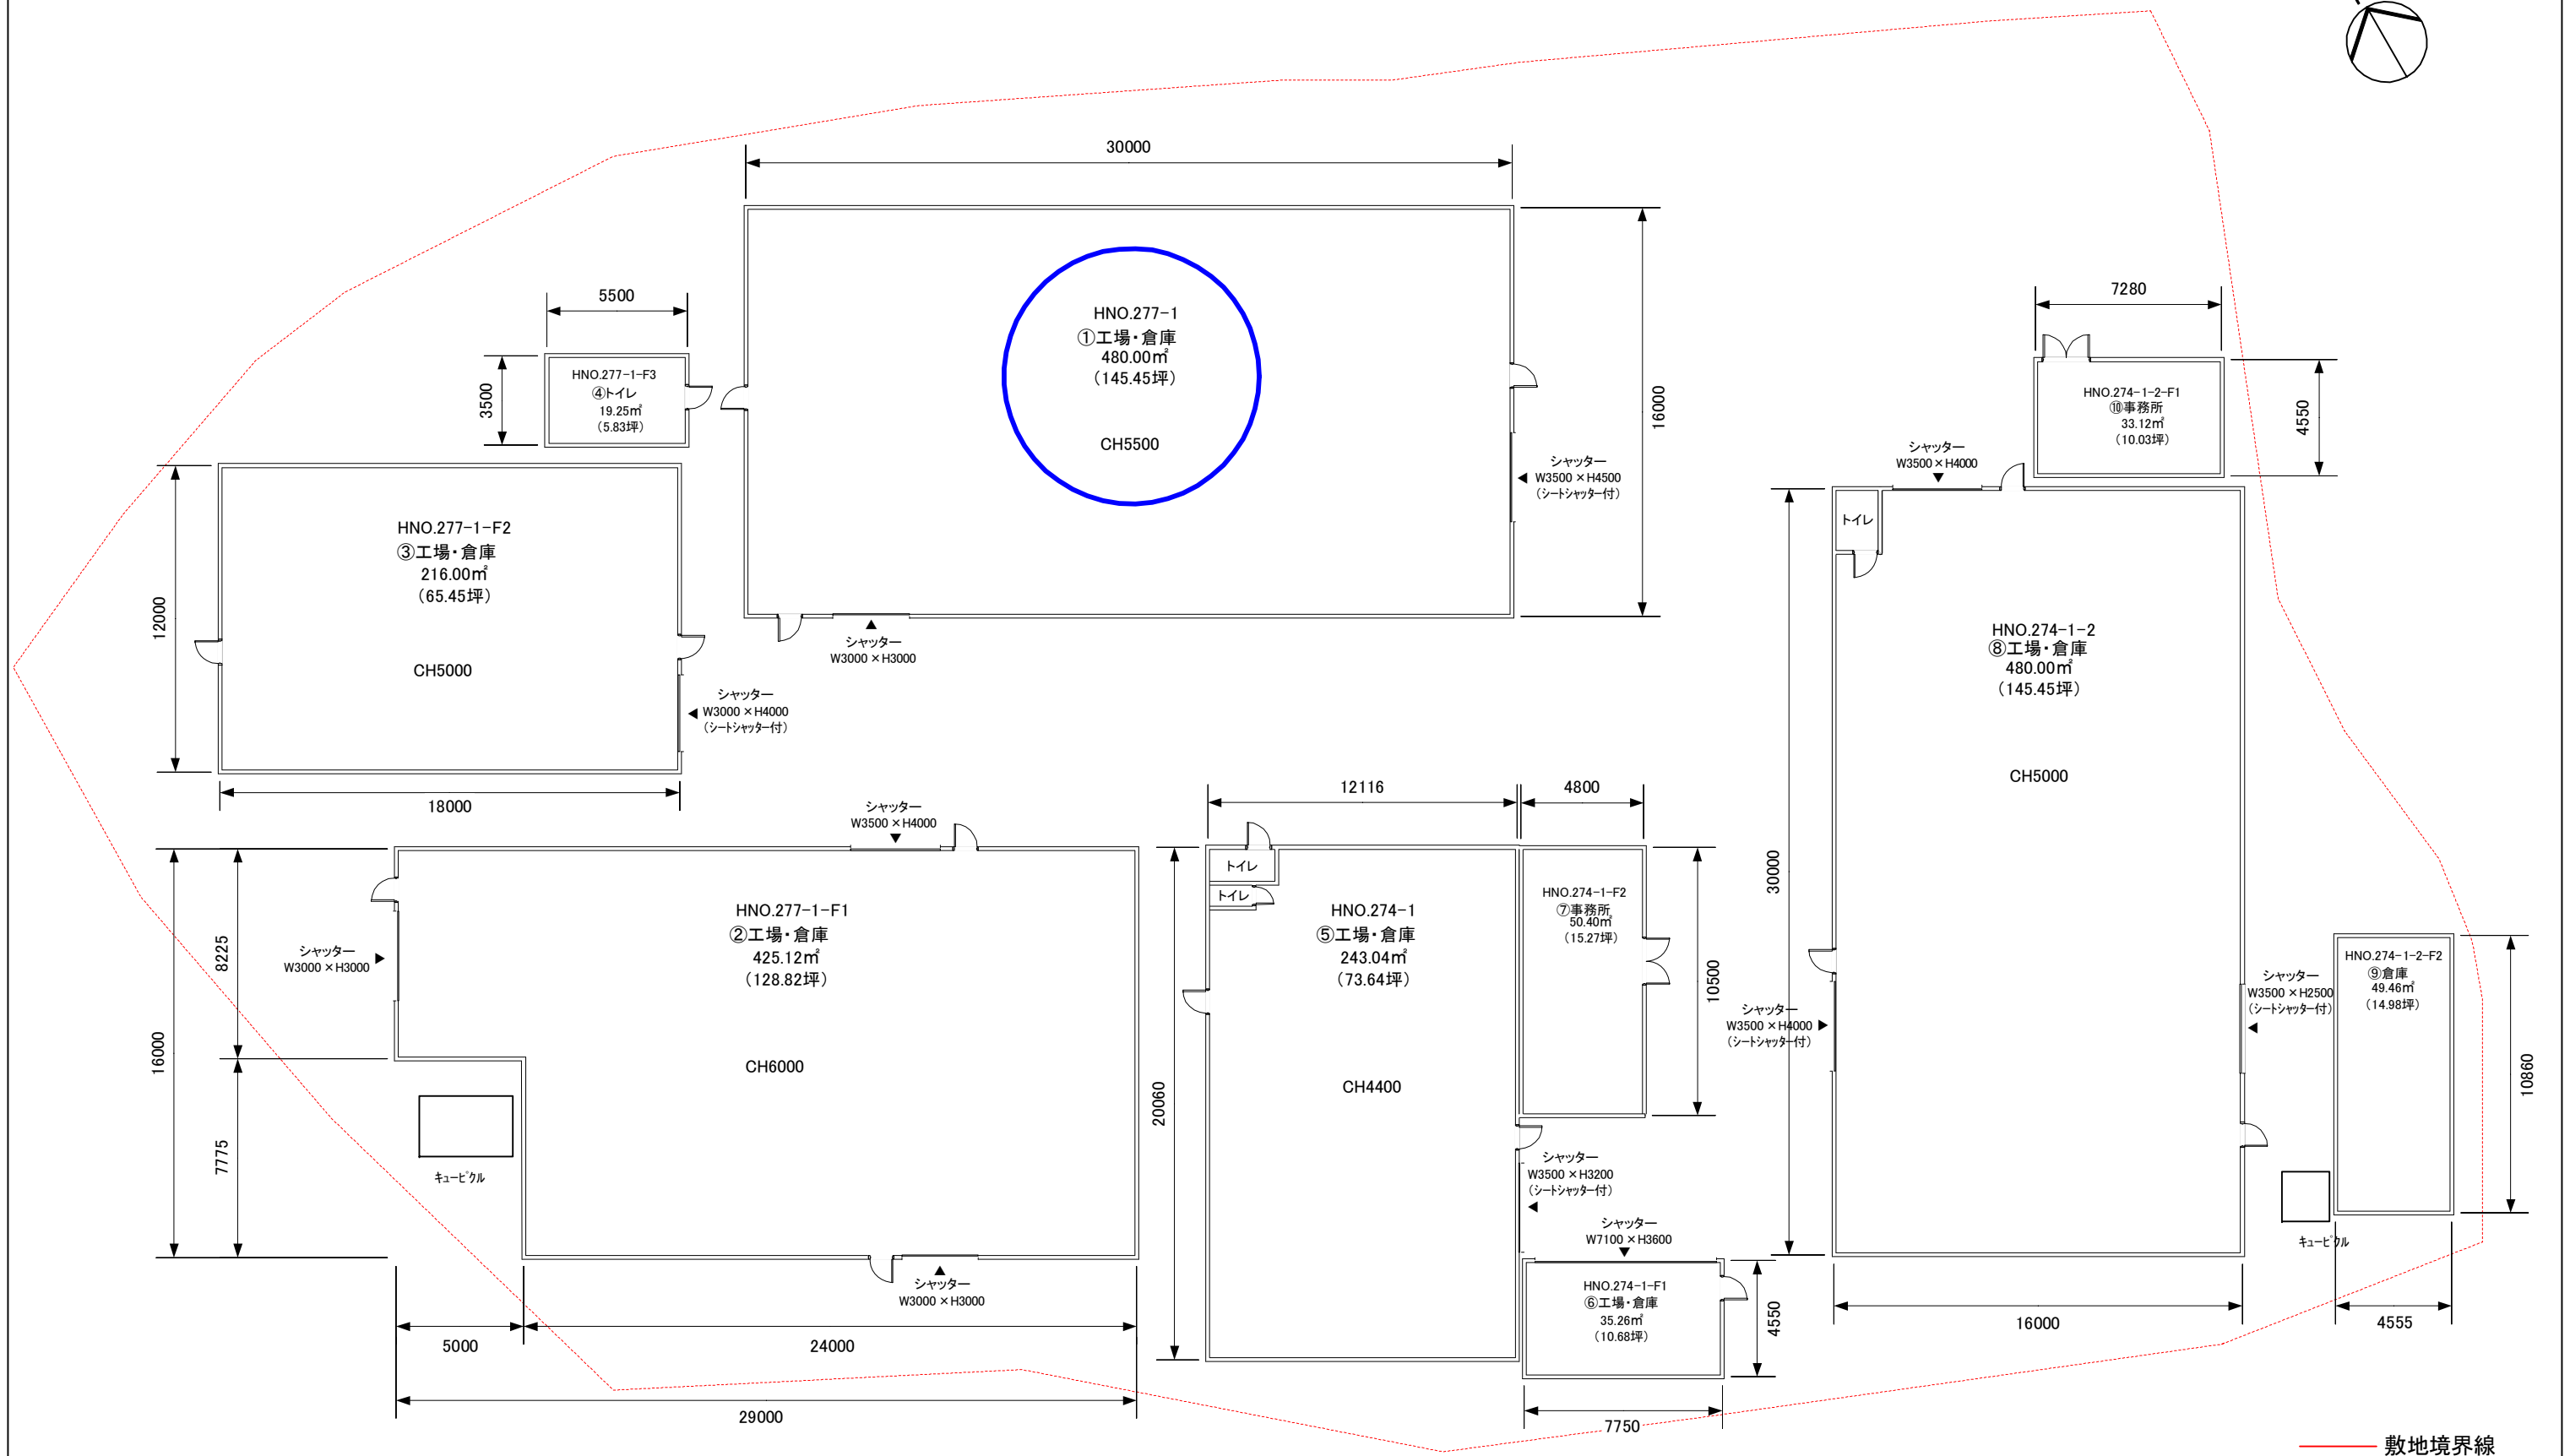 30000
HNO.277-1
①工場・倉庫
480.00㎡
（145.45坪）
CH5500
16000
シャッター
W3500×H4500
（シートシャッター付）
シャッター
W3000×H3000
5500
3500
HNO.277-1-F3
④トイレ
19.25㎡
（5.83坪）
HNO.277-1-F2
③工場・倉庫
216.00㎡
（65.45坪）
CH5000
12000
18000
シャッター
W3000×H4000
（シートシャッター付）
7280
4550
HNO.274-1-2-F1
⑩事務所
33.12㎡
（10.03坪）
シャッター
W3500×H4000
トイレ
HNO.274-1-2
⑧工場・倉庫
480.00㎡
（145.45坪）
CH5000
30000
16000
シャッター
W3500×H4000
（シートシャッター付）
シャッター
W3500×H2500
（シートシャッター付）
HNO.274-1-2-F2
⑨倉庫
49.46㎡
（14.98坪）
10860
4555
キュービクル
シャッター
W3500×H4000
HNO.277-1-F1
②工場・倉庫
425.12㎡
（128.82坪）
CH6000
シャッター
W3000×H3000
8225
16000
7775
キュービクル
シャッター
W3000×H3000
5000
24000
29000
12116
4800
トイレ
トイレ
HNO.274-1
⑤工場・倉庫
243.04㎡
（73.64坪）
CH4400
20060
HNO.274-1-F2
⑦事務所
50.40㎡
（15.27坪）
10500
シャッター
W3500×H3200
（シートシャッター付）
シャッター
W7100×H3600
HNO.274-1-F1
⑥工場・倉庫
35.26㎡
（10.68坪）
4550
7750
敷地境界線